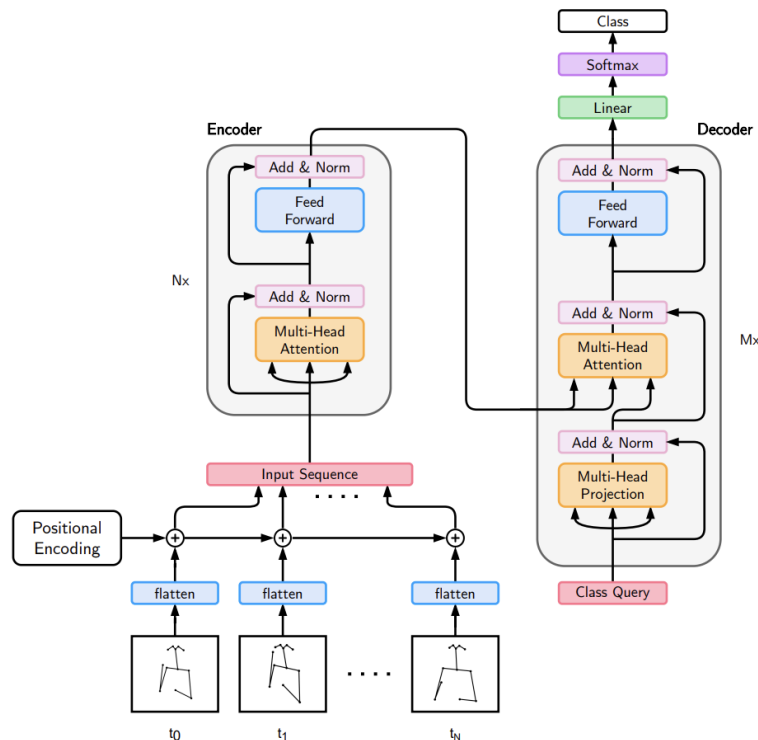 Class
Softmax
Linear
Encoder
Decoder
Add & Norm
Feed
Forward
Nx
Add & Norm
Multi-Head
Attention
Add & Norm
Feed
Forward
Add & Norm
Multi-Head
Attention
Mx
Add & Norm
Multi-Head
Projection
Class Query
Input Sequence
. . . .
Positional
Encoding
+
+
+
flatten
flatten
flatten
. . . .
t0
t1
tN